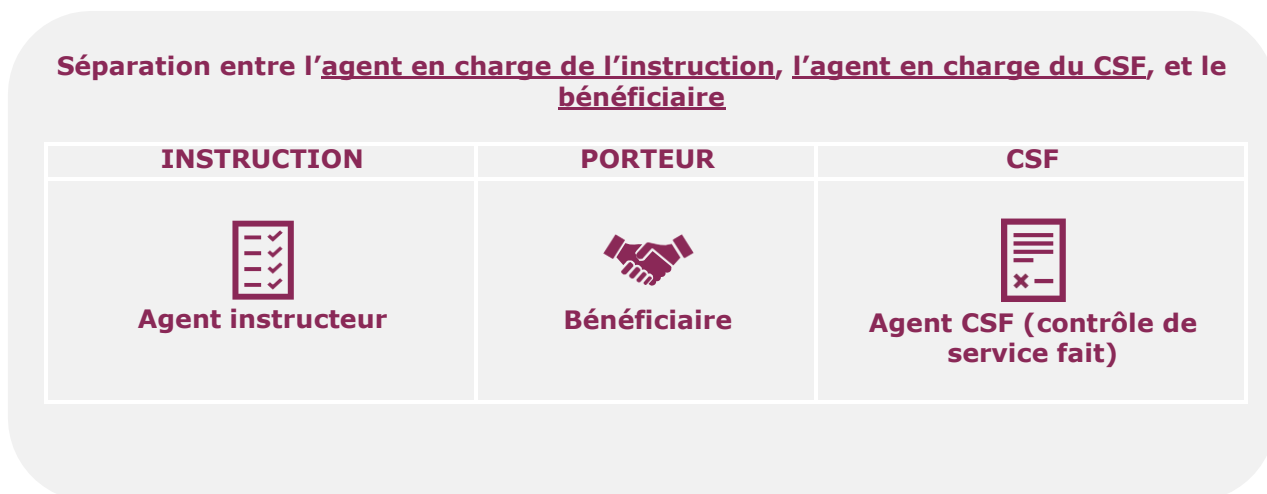 Séparation entre l’agent en charge de l’instruction, l’agent en charge du CSF, et le
bénéficiaire
INSTRUCTION
PORTEUR
CSF
Agent instructeur
Bénéficiaire
Agent CSF (contrôle de
service fait)